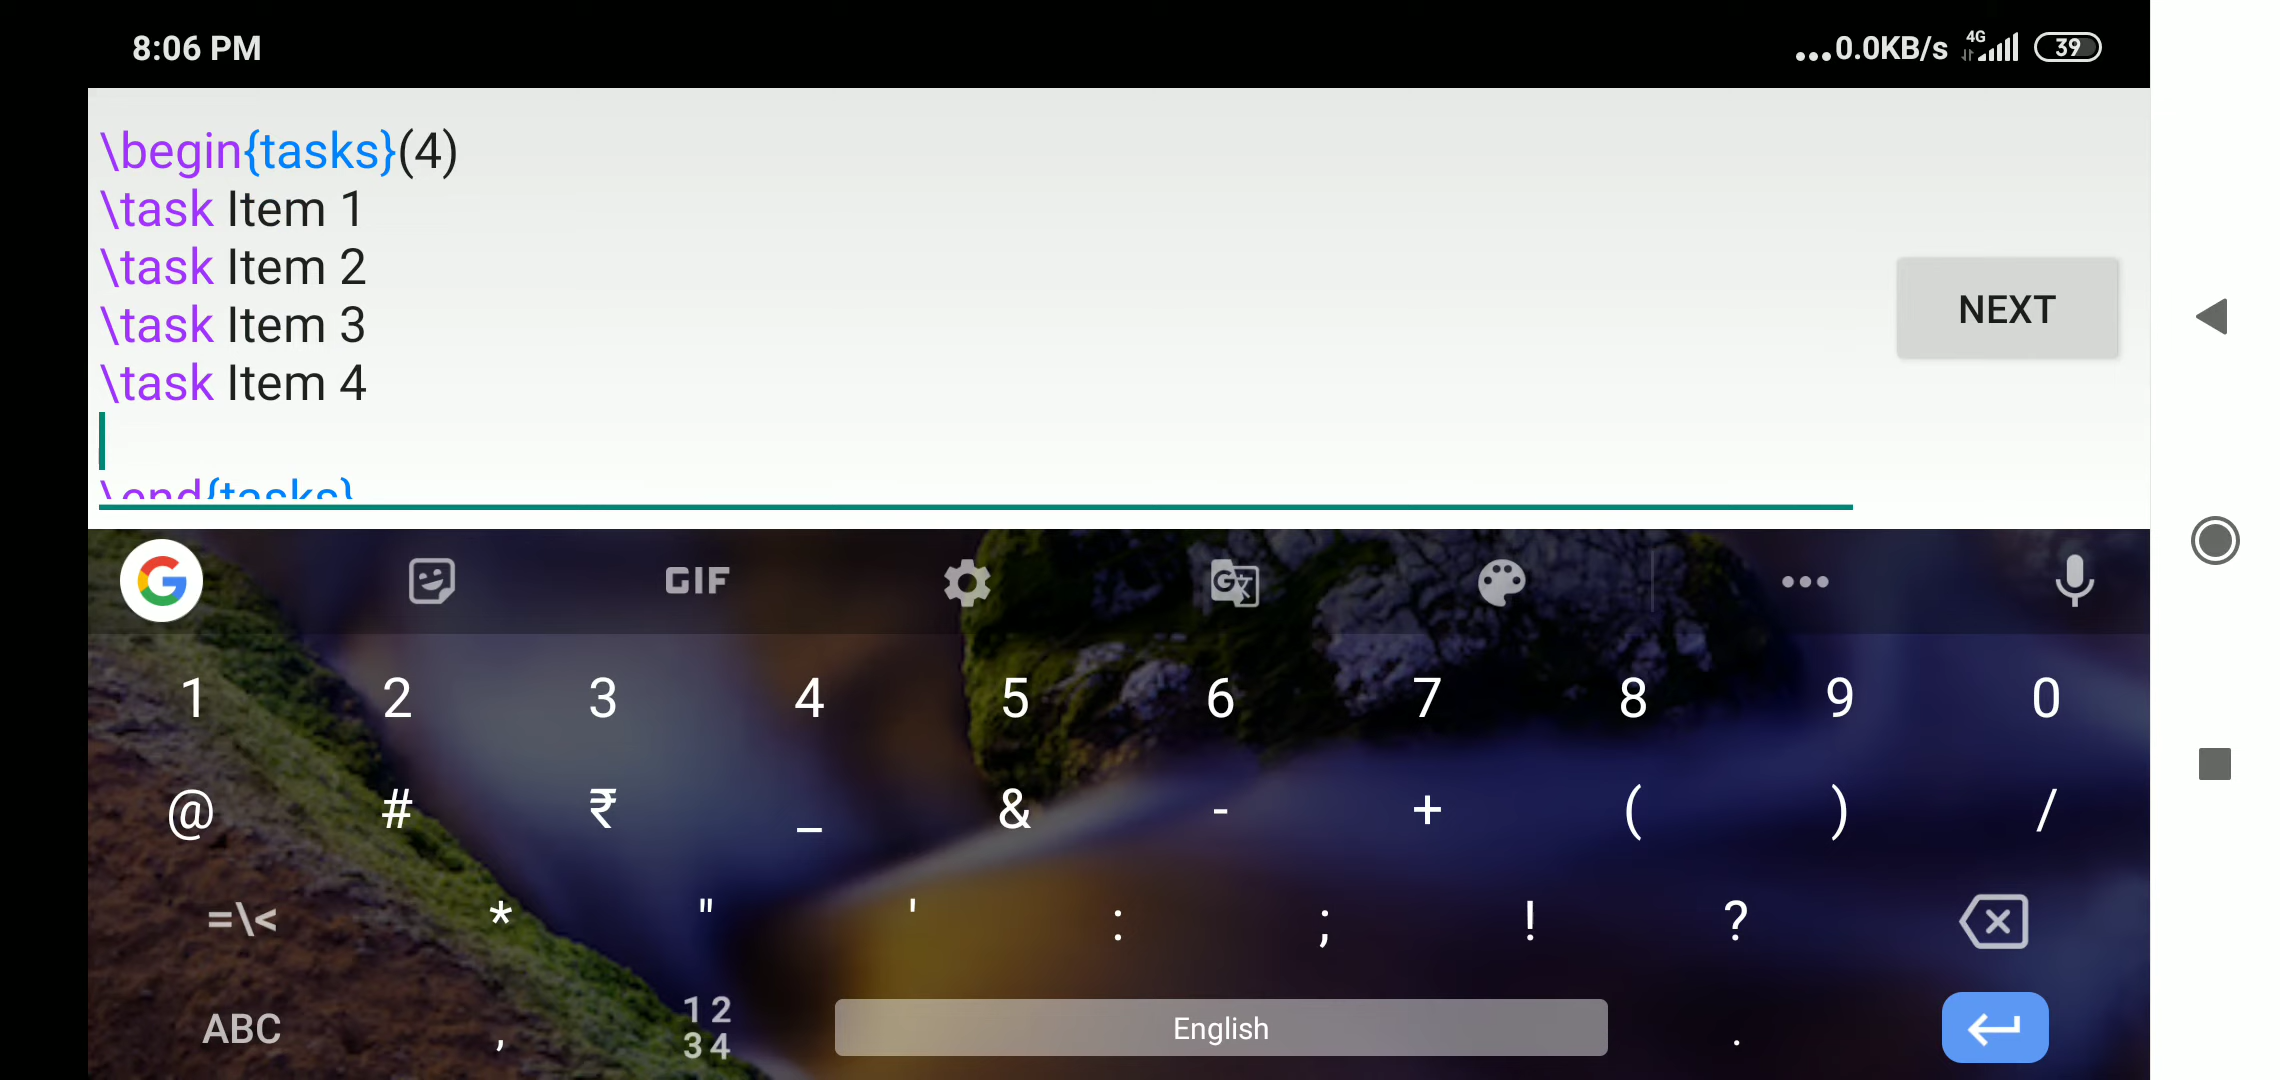 8:06 PM
...0.0KB/s 4G 39
\begin{tasks}(4)
\task Item 1
\task Item 2
\task Item 3
\task Item 4
\end{tasks}
NEXT
G GIF G
1 2 3 4 5 6 7 8 9 0
@ # ₹ _ & - + ( ) /
=\< * " ' : ; ! ?
ABC , 12 34 English .